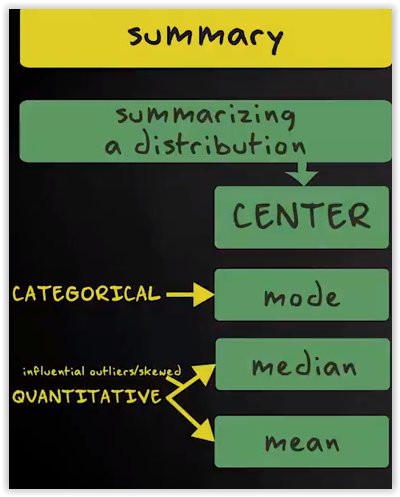 summary
summarizing
a distribution
CENTER
CATEGORICAL
mode
influential outliers/skewed
median
QUANTITATIVE
mean